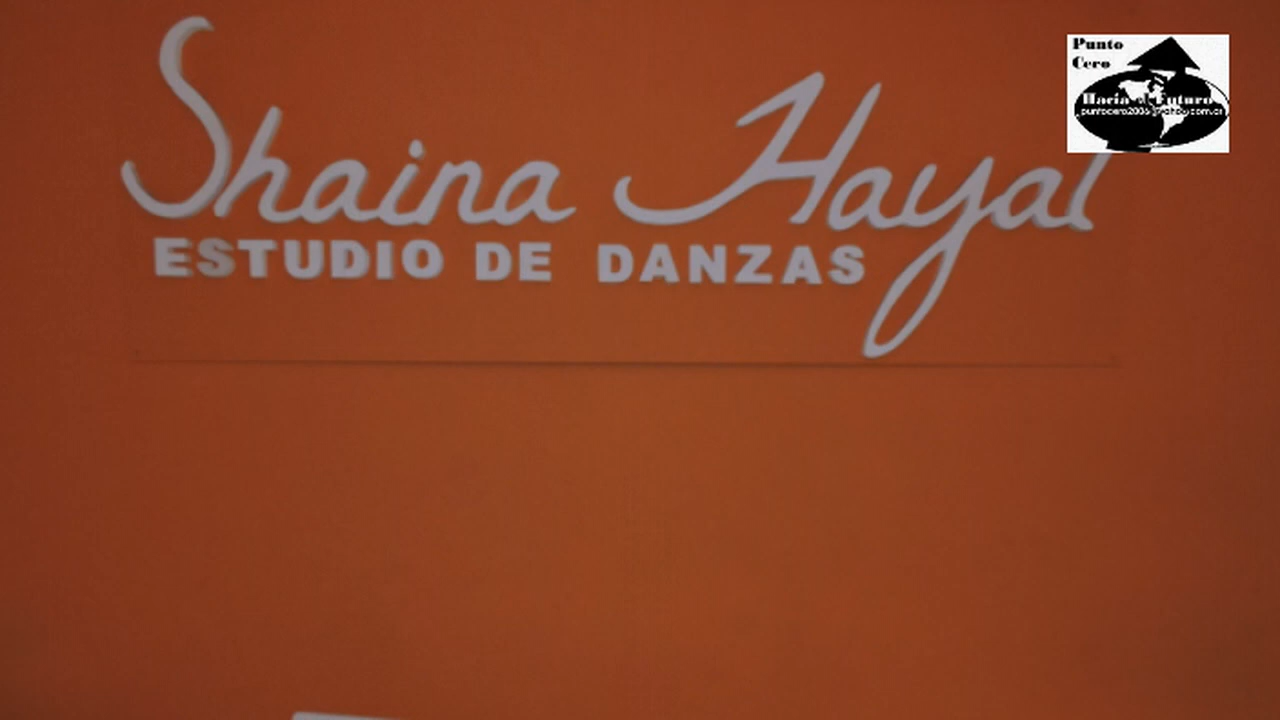 Shaina Hayal
ESTUDIO DE DANZAS
Punto
Cero
Hacia el Futuro